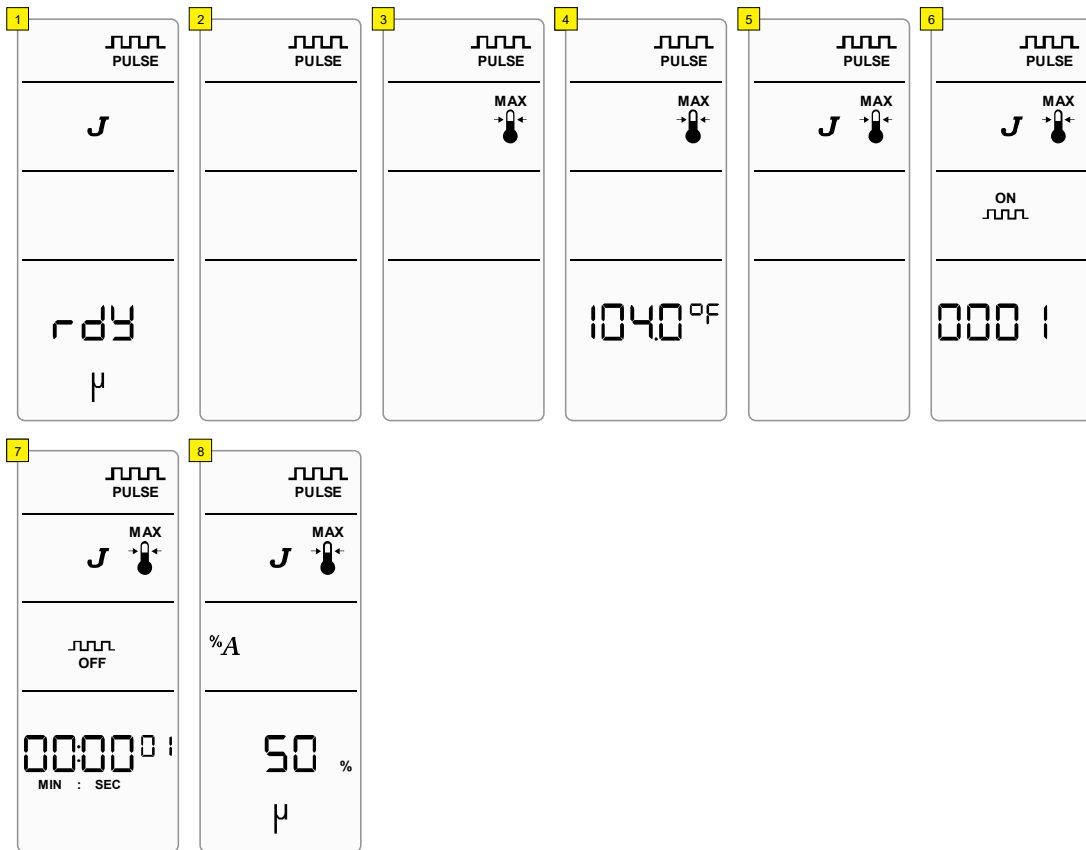 1
PULSE
J
rdY
μ
2
PULSE
3
PULSE
MAX
4
PULSE
MAX
104.0°F
5
PULSE
MAX
J
6
PULSE
MAX
J
ON
0001
7
PULSE
MAX
J
OFF
00:00 01
MIN : SEC
8
PULSE
MAX
J
%A
50 %
μ